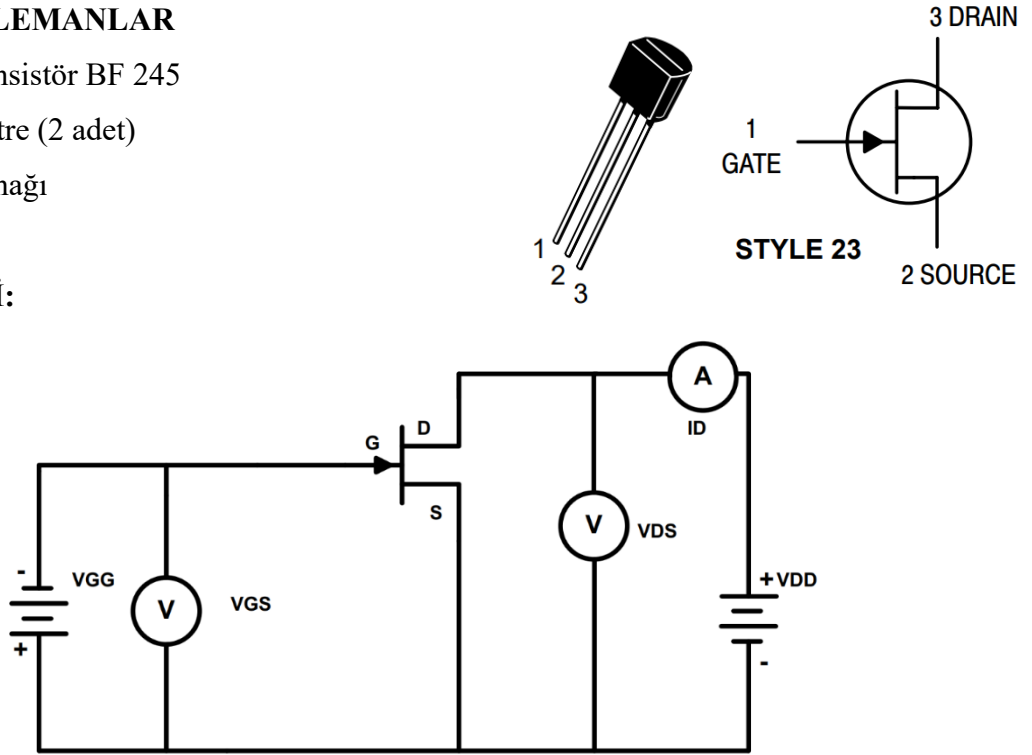 LEMANLAR
nsistör BF 245
tre (2 adet)
nağı
İ:
3 DRAIN
1
GATE
STYLE 23
2 SOURCE
1
2
3
A
ID
G
D
S
V
VDS
-
VGG
+
V
VGS
+VDD
-